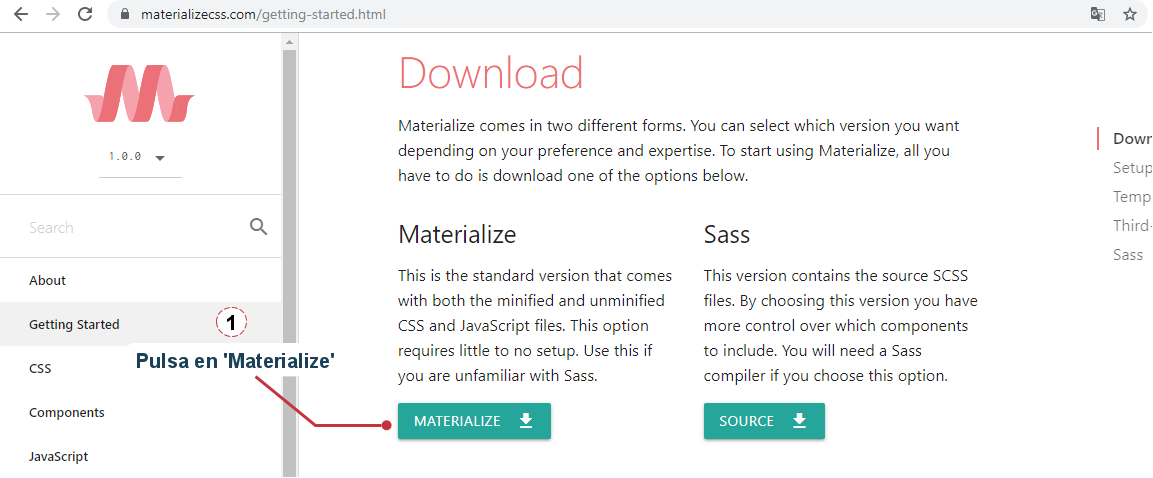 materializecss.com/getting-started.html
1.0.0
Search
About
Getting Started
CSS
Components
JavaScript
1
Pulsa en 'Materialize'
Download
Materialize comes in two different forms. You can select which version you want
depending on your preference and expertise. To start using Materialize, all you
have to do is download one of the options below.
Materialize
This is the standard version that comes
with both the minified and unminified
CSS and JavaScript files. This option
requires little to no setup. Use this if
you are unfamiliar with Sass.
MATERIALIZE
Sass
This version contains the source SCSS
files. By choosing this version you have
more control over which components
to include. You will need a Sass
compiler if you choose this option.
SOURCE
Down
Setup
Temp
Third-
Sass